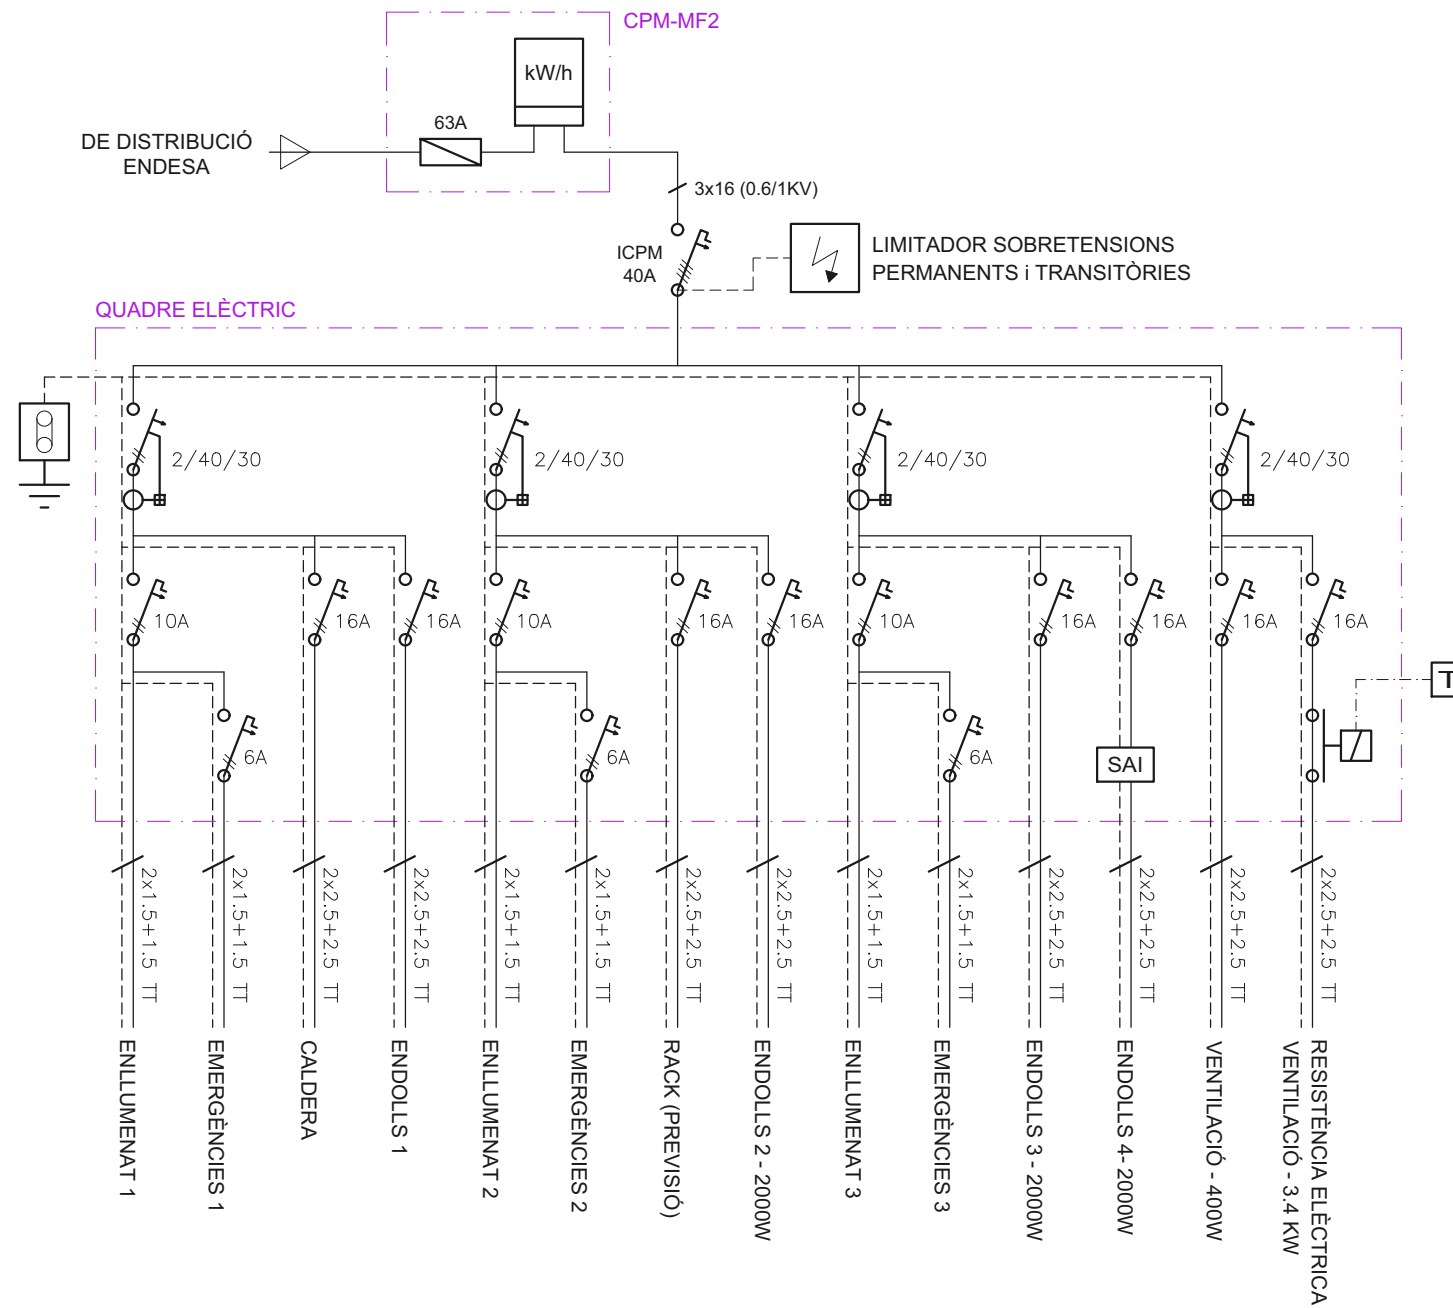 CPM-MF2
kW/h
63A
DE DISTRIBUCIÓ
ENDESA
3x16 (0.6/1KV)
ICPM
40A
LIMITADOR SOBRETENSIONS
PERMANENTS i TRANSITÒRIES
QUADRE ELÈCTRIC
2/40/30
2/40/30
2/40/30
2/40/30
10A
16A
16A
10A
16A
16A
10A
16A
16A
16A
16A
T
6A
6A
6A
SAI
2x1.5+1.5 TT
2x1.5+1.5 TT
2x2.5+2.5 TT
2x2.5+2.5 TT
2x1.5+1.5 TT
2x1.5+1.5 TT
2x2.5+2.5 TT
2x2.5+2.5 TT
2x1.5+1.5 TT
2x1.5+1.5 TT
2x2.5+2.5 TT
2x2.5+2.5 TT
2x2.5+2.5 TT
2x2.5+2.5 TT
ENLLUMENAT 1
EMERGÈNCIES 1
CALDERA
ENDOLLS 1
ENLLUMENAT 2
EMERGÈNCIES 2
RACK (PREVISIÓ)
ENDOLLS 2 - 2000W
ENLLUMENAT 3
EMERGÈNCIES 3
ENDOLLS 3 - 2000W
ENDOLLS 4- 2000W
VENTILACIÓ - 400W
RESISTÈNCIA ELÈCTRICA
VENTILACIÓ - 3.4 KW